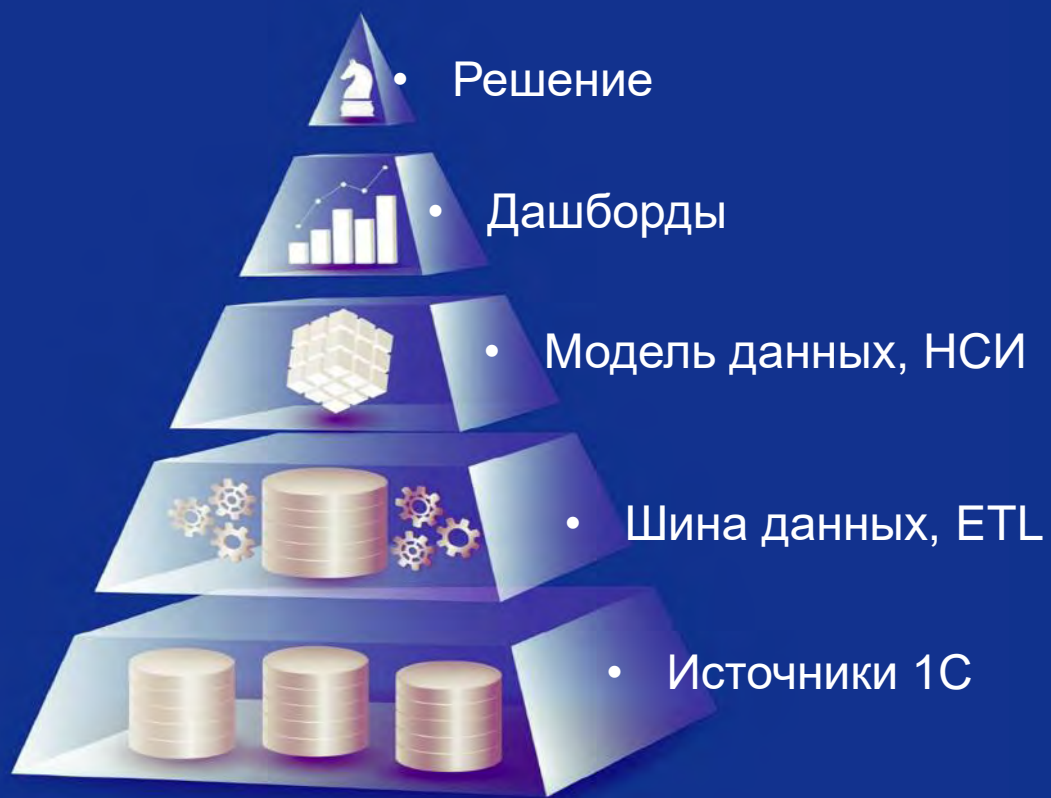 • Решение
• Дашборды
• Модель данных, НСИ
• Шина данных, ETL
• Источники 1С